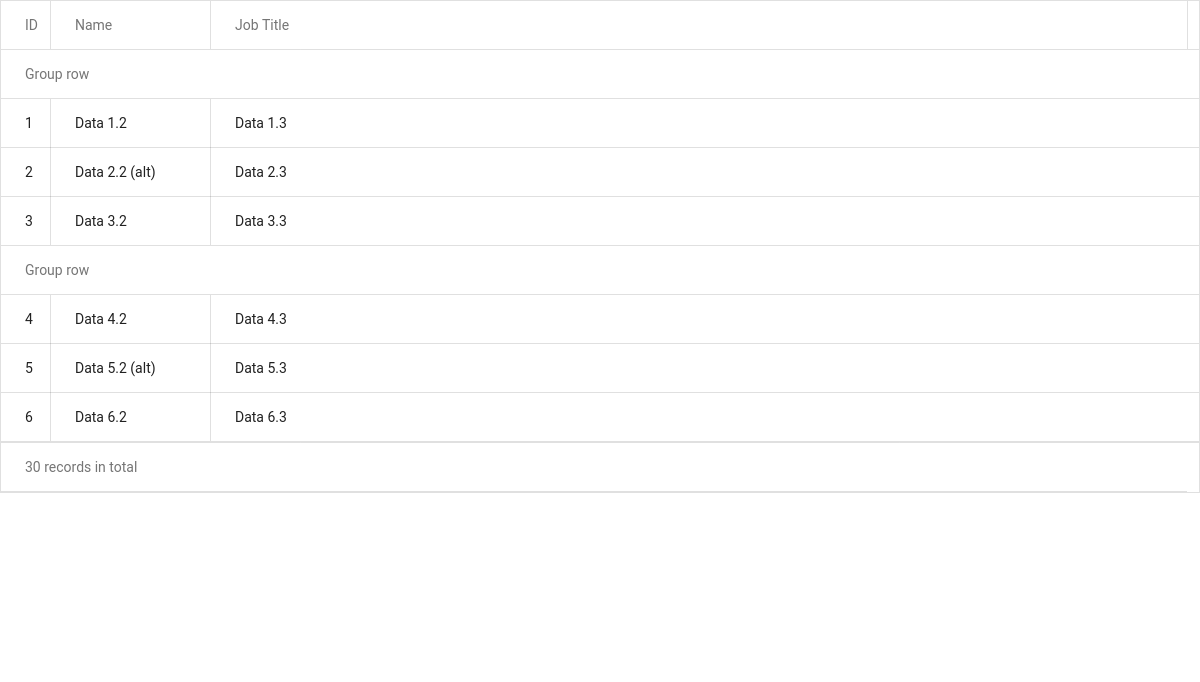 ID Name Job Title
Group row
1 Data 1.2 Data 1.3
2 Data 2.2 (alt) Data 2.3
3 Data 3.2 Data 3.3
Group row
4 Data 4.2 Data 4.3
5 Data 5.2 (alt) Data 5.3
6 Data 6.2 Data 6.3
30 records in total